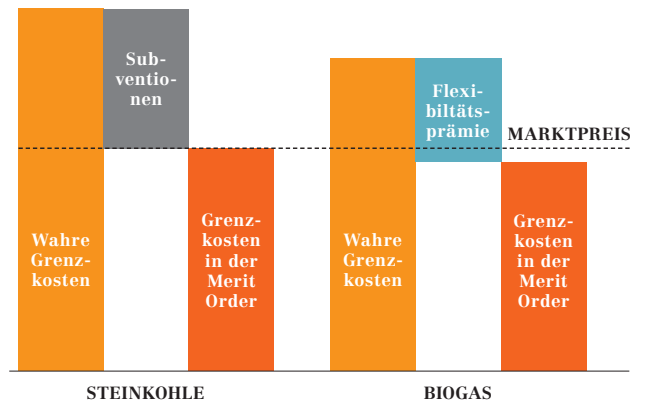 Sub-
ventio-
nen
Flexi-
biltäts-
prämie
MARKTPREIS
Wahre
Grenz-
kosten
Grenz-
kosten
in der
Merit
Order
Wahre
Grenz-
kosten
Grenz-
kosten
in der
Merit
Order
STEINKOHLE
BIOGAS